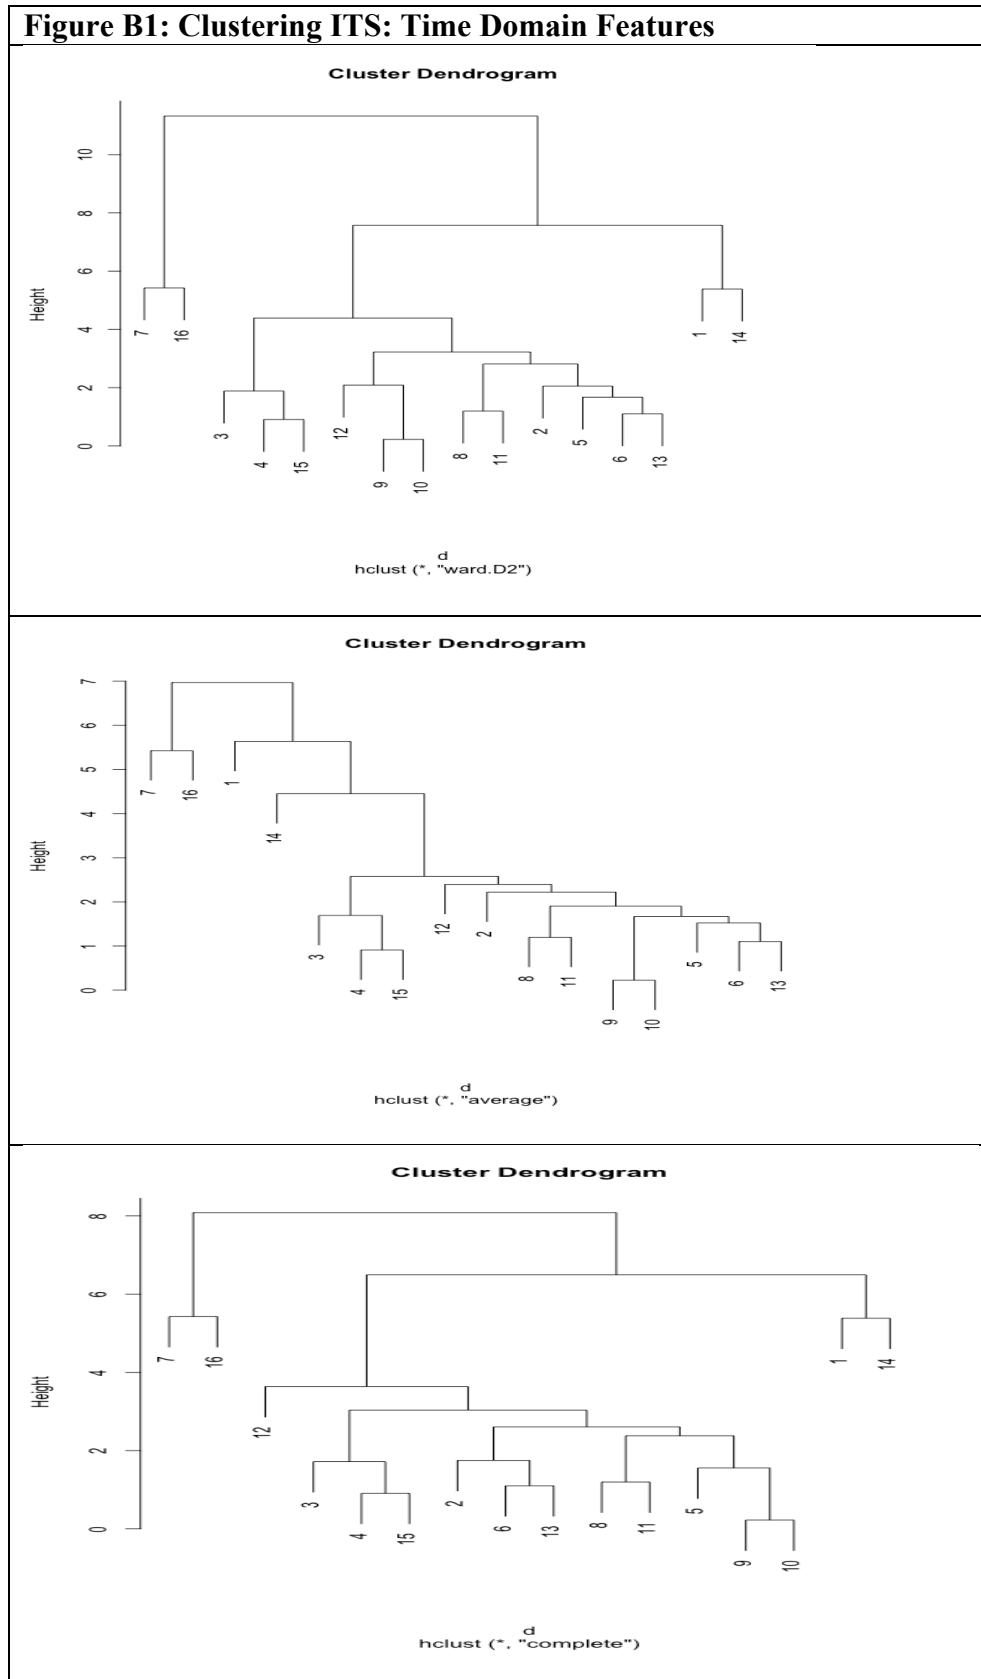 Figure B1: Clustering ITS: Time Domain Features
Cluster Dendrogram
Height
0 2 4 6 8 10
7 16 3 4 15 12 9 10 8 11 2 5 6 13 1 14
d
hclust (*, "ward.D2")
Cluster Dendrogram
Height
0 1 2 3 4 5 6 7
7 16 1 14 3 4 15 12 2 8 11 9 10 5 6 13
d
hclust (*, "average")
Cluster Dendrogram
Height
0 2 4 6 8
7 16 12 3 4 15 2 6 13 8 11 5 9 10 1 14
d
hclust (*, "complete")